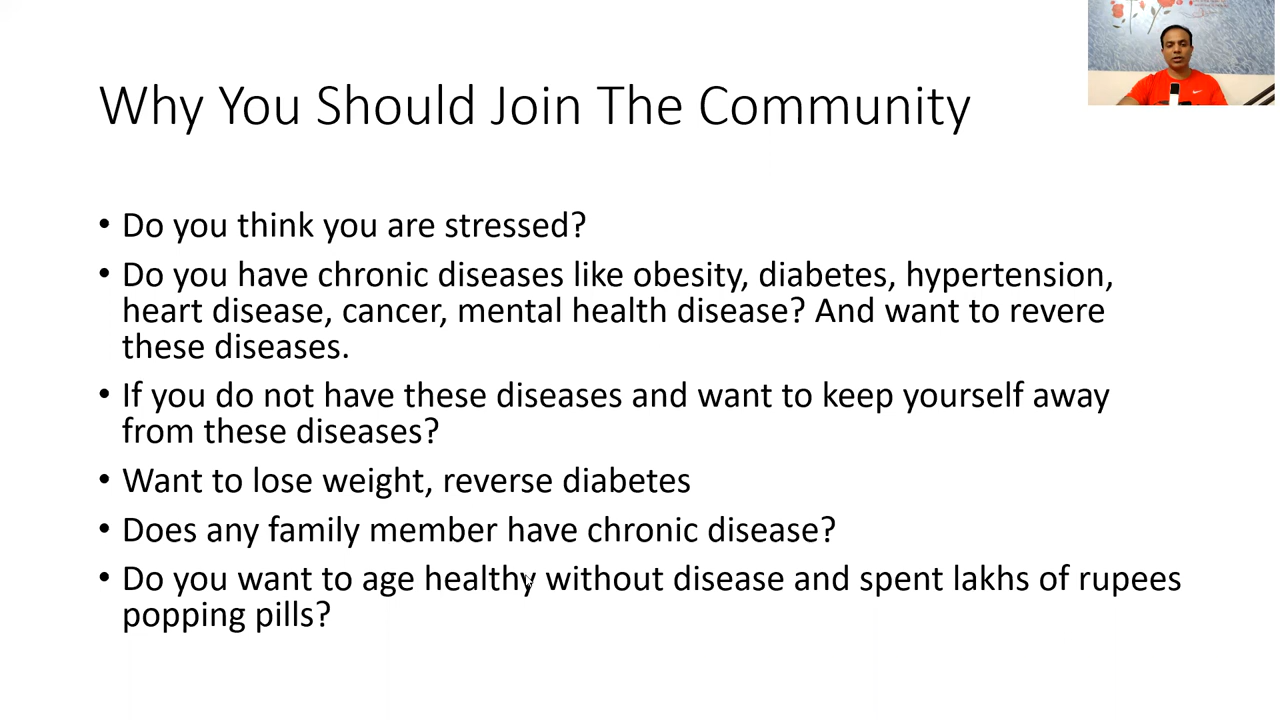 Why You Should Join The Community
• Do you think you are stressed?
• Do you have chronic diseases like obesity, diabetes, hypertension,
heart disease, cancer, mental health disease? And want to revere
these diseases.
• If you do not have these diseases and want to keep yourself away
from these diseases?
• Want to lose weight, reverse diabetes
• Does any family member have chronic disease?
• Do you want to age healthy without disease and spent lakhs of rupees
popping pills?